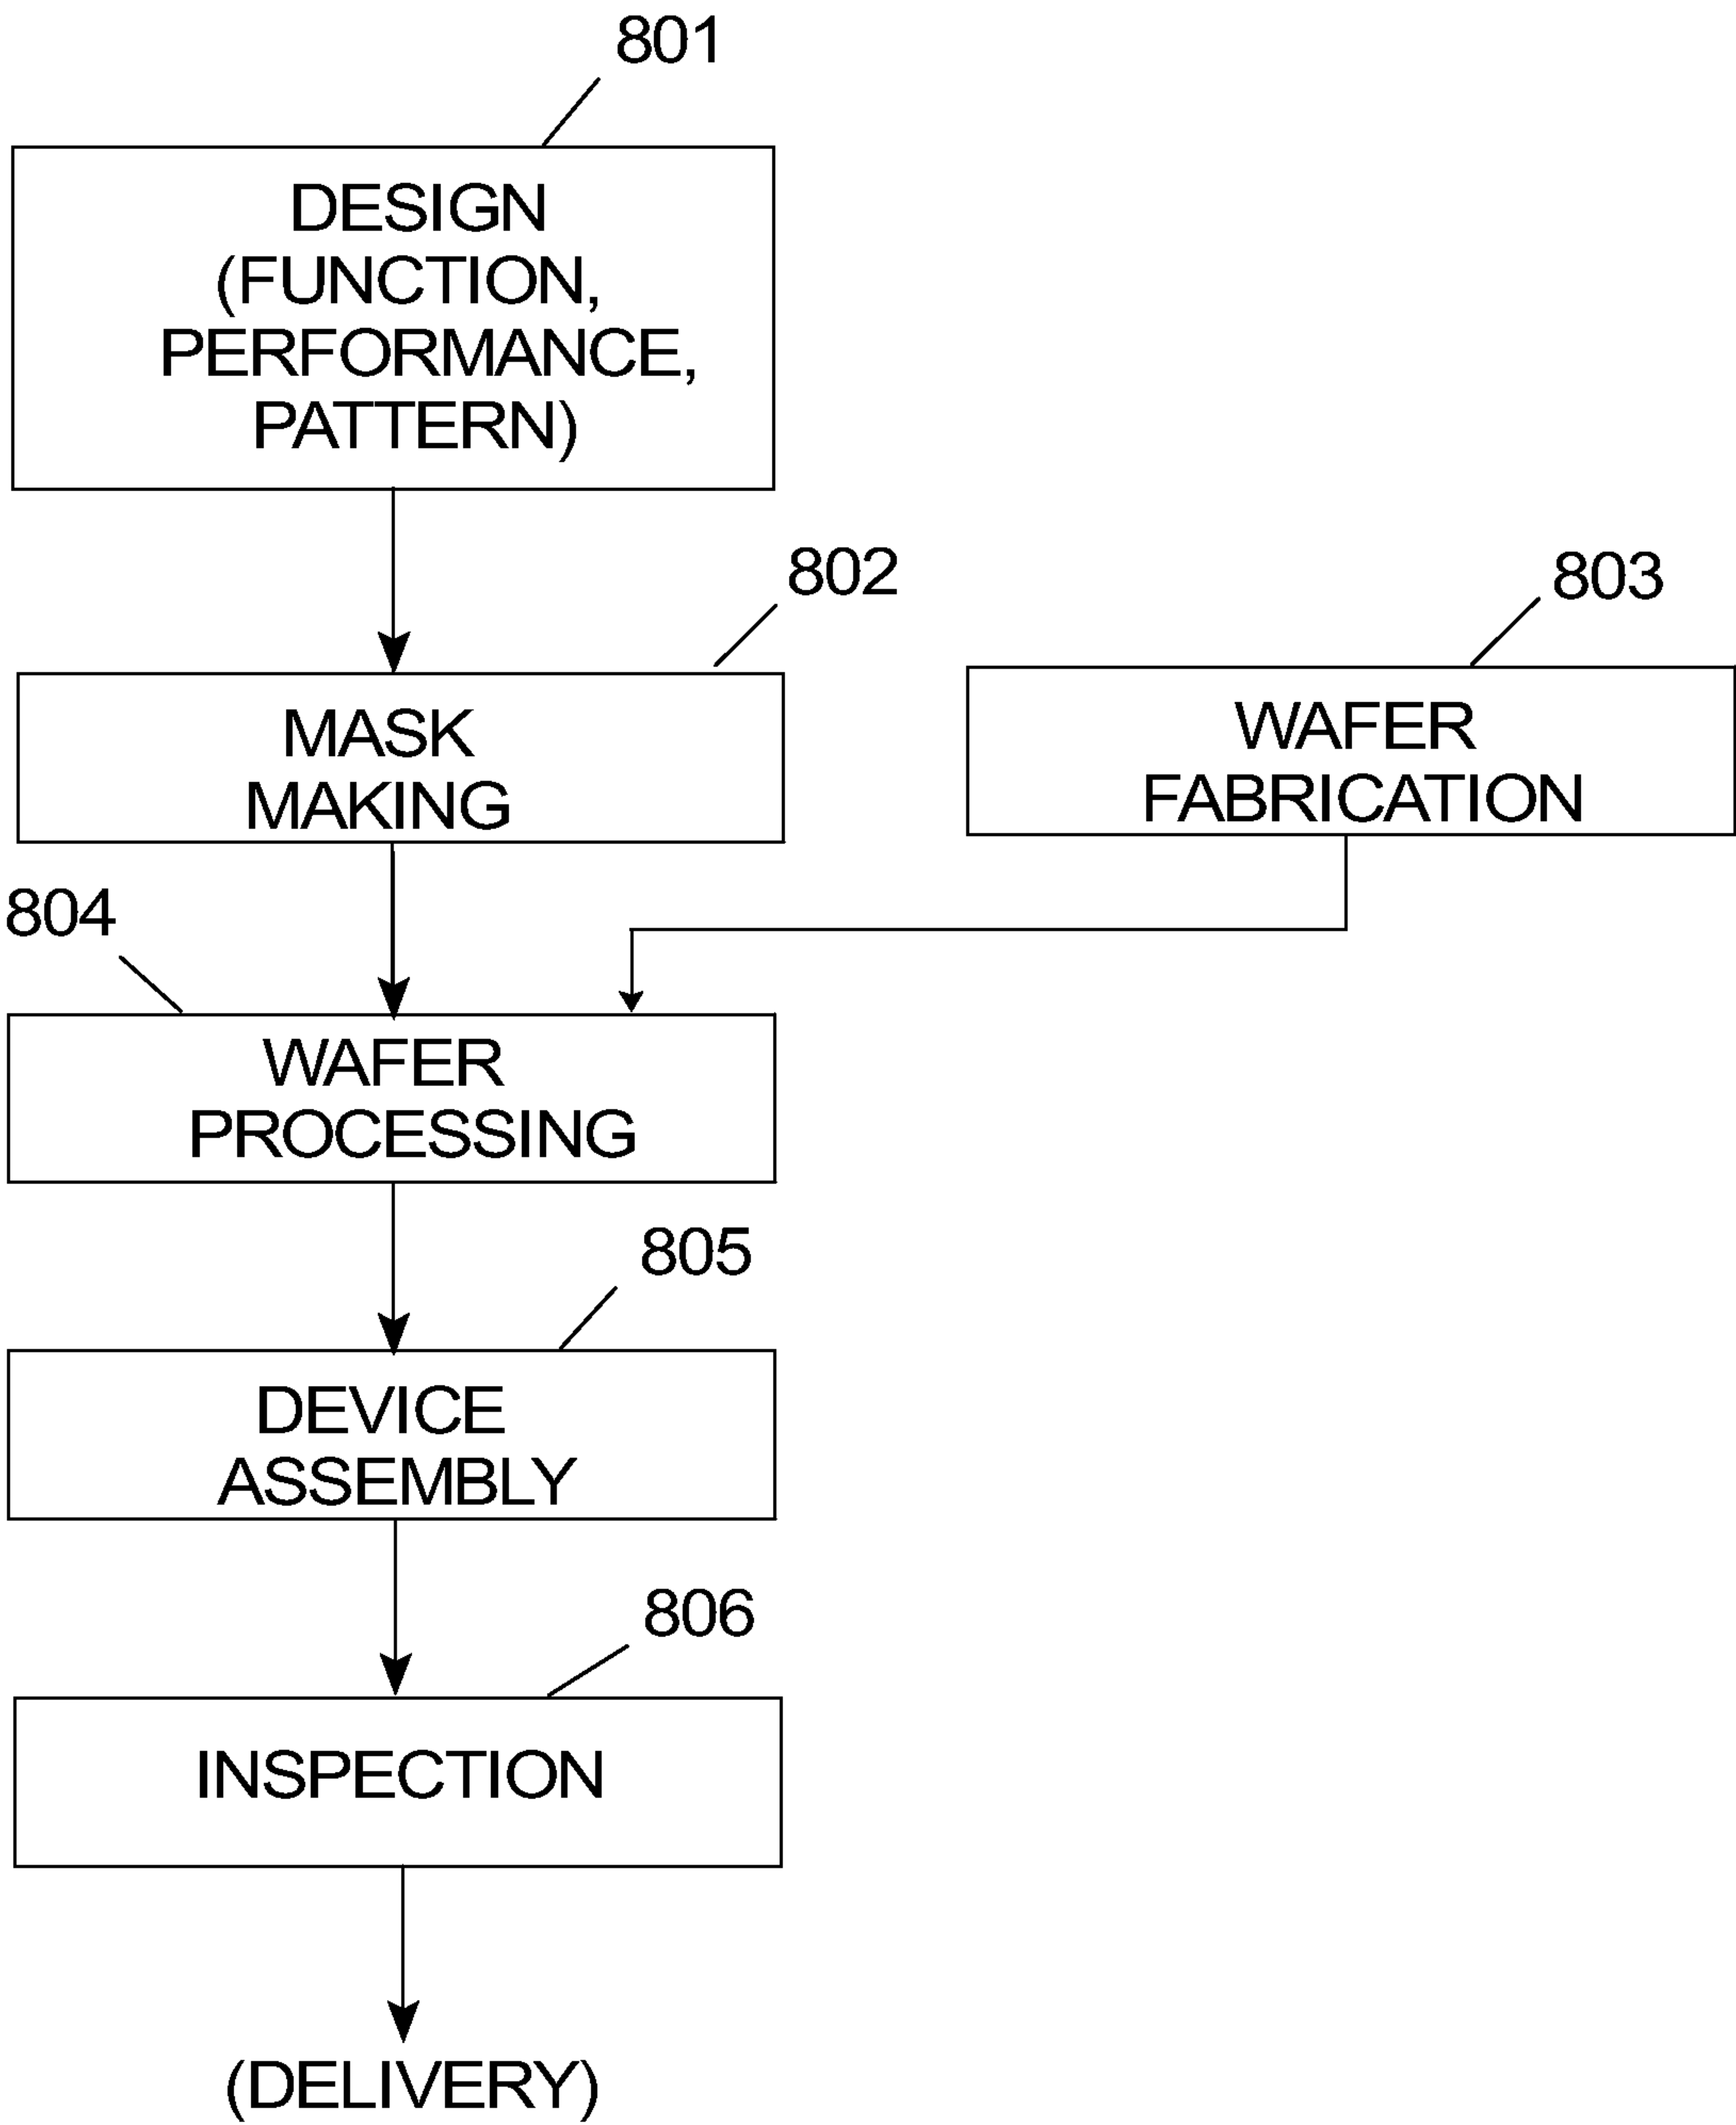 801
DESIGN
(FUNCTION,
PERFORMANCE,
PATTERN)
802
MASK
MAKING
803
WAFER
FABRICATION
804
WAFER
PROCESSING
805
DEVICE
ASSEMBLY
806
INSPECTION
(DELIVERY)